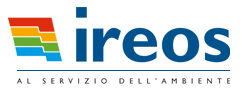 ireos
AL SERVIZIO DELL'AMBIENTE